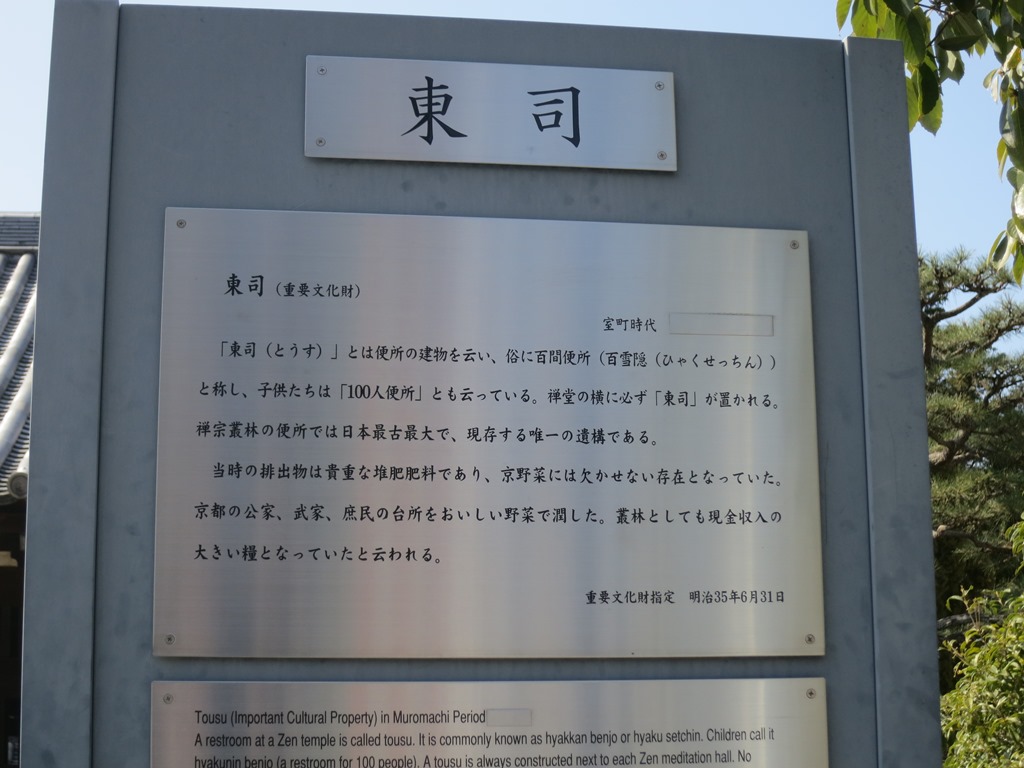 東司
東司(重要文化財)
室町時代
「東司(とうす)」とは便所の建物を云い、俗に百間便所(百雪隠(ひゃくせっちん))
と称し、子供たちは「100人便所」とも云っている。禅堂の横に必ず「東司」が置かれる。
禅宗叢林の便所では日本最古最大で、現存する唯一の遺構である。
当時の排出物は貴重な堆肥肥料であり、京野菜には欠かせない存在となっていた。
京都の公家、武家、庶民の台所をおいしい野菜で潤した。叢林としても現金収入の
大きい糧となっていたと云われる。
重要文化財指定 明治35年6月31日
Tousu (Important Cultural Property) in Muromachi Period
A restroom at a Zen temple is called tousu. It is commonly known as hyakkan benjo or hyaku setchin. Children call it
hyakunin benjo (a restroom for 100 people). A tousu is always constructed next to each Zen meditation hall. No